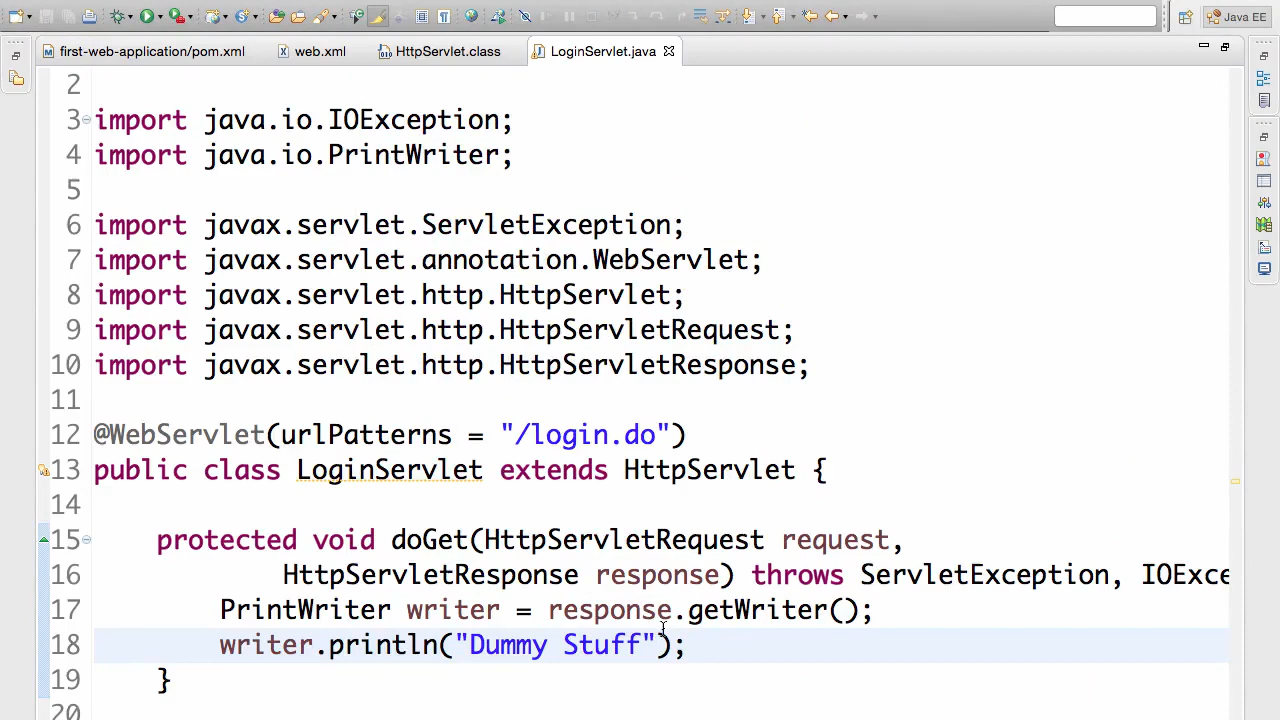 Java EE
first-web-application/pom.xml
web.xml
HttpServlet.class
LoginServlet.java
2
3 import java.io.IOException;
4 import java.io.PrintWriter;
5
6 import javax.servlet.ServletException;
7 import javax.servlet.annotation.WebServlet;
8 import javax.servlet.http.HttpServlet;
9 import javax.servlet.http.HttpServletRequest;
10 import javax.servlet.http.HttpServletResponse;
11
12 @WebServlet(urlPatterns = "/login.do")
13 public class LoginServlet extends HttpServlet {
14
15 protected void doGet(HttpServletRequest request,
16 HttpServletResponse response) throws ServletException, IOExce
17 PrintWriter writer = response.getWriter();
18 writer.println("Dummy Stuff");
19 }
20